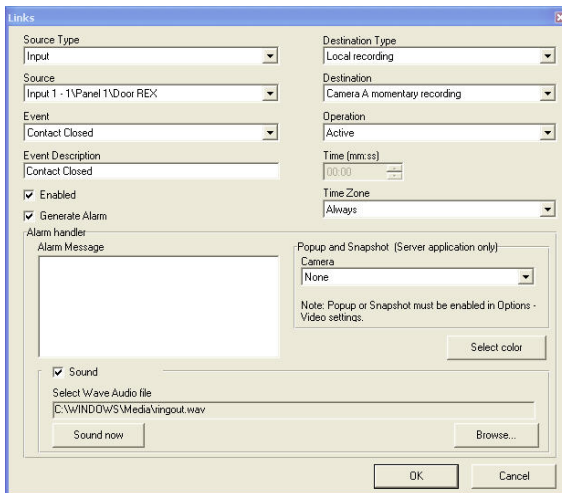 Links
Source Type
Input
Source
Input 1 - 1\Panel 1\Door REX
Event
Contact Closed
Event Description
Contact Closed
Enabled
Generate Alarm
Destination Type
Local recording
Destination
Camera A momentary recording
Operation
Active
Time (mm:ss)
00:00
Time Zone
Always
Alarm handler
Alarm Message
Popup and Snapshot (Server application only)
Camera
None
Note: Popup or Snapshot must be enabled in Options -
Video settings.
Select color
Sound
Select Wave Audio file
C:\WINDOWS\Media\ringout.wav
Sound now
Browse...
OK
Cancel